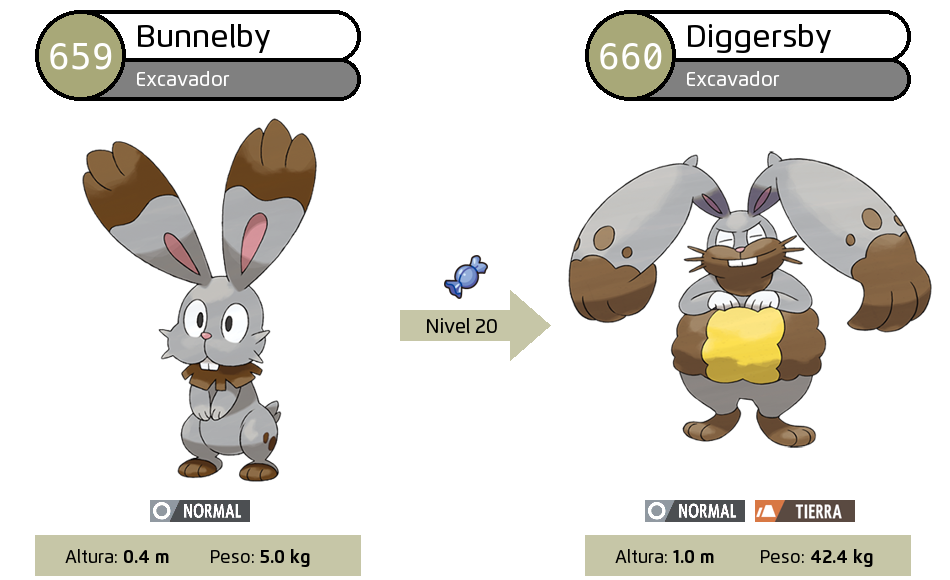 659
Bunnelby
Excavador
660
Diggersby
Excavador
Nivel 20
NORMAL
NORMAL
TIERRA
Altura: 0.4 m Peso: 5.0 kg
Altura: 1.0 m Peso: 42.4 kg